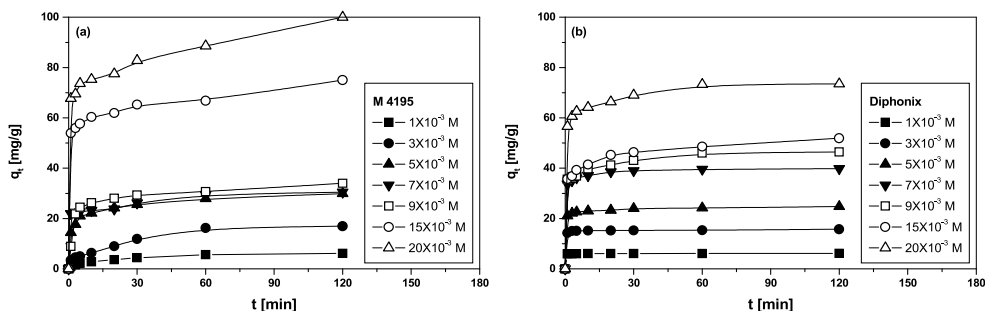 (a)
100
80
60
40
20
0
qt [mg/g]
0 30 60 90 120 150 180
t [min]
M 4195
1X10⁻³ M
3X10⁻³ M
5X10⁻³ M
7X10⁻³ M
9X10⁻³ M
15X10⁻³ M
20X10⁻³ M
(b)
100
80
60
40
20
0
qt [mg/g]
0 30 60 90 120 150 180
t [min]
Diphonix
1X10⁻³ M
3X10⁻³ M
5X10⁻³ M
7X10⁻³ M
9X10⁻³ M
15X10⁻³ M
20X10⁻³ M